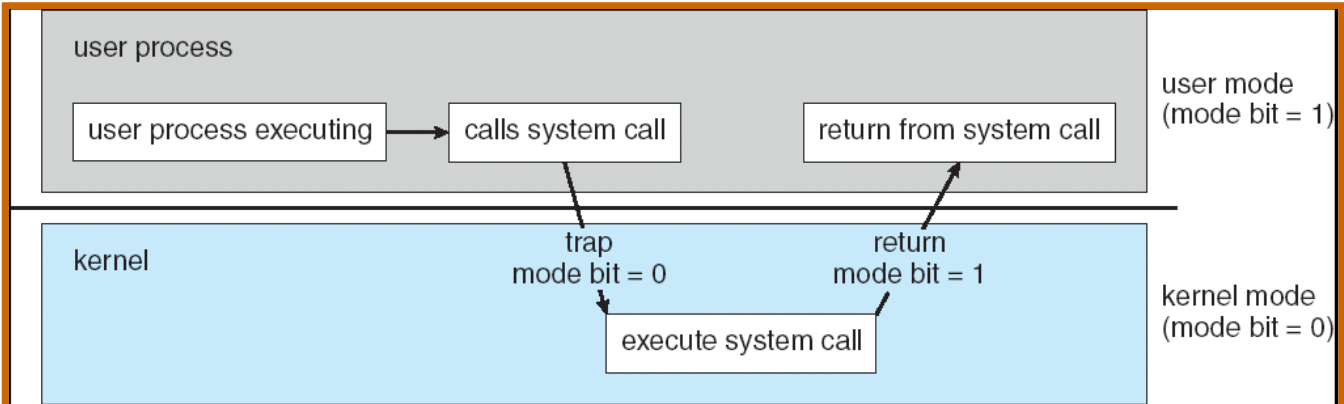 user process
user process executing
calls system call
return from system call
user mode
(mode bit = 1)
kernel
trap
mode bit = 0
return
mode bit = 1
execute system call
kernel mode
(mode bit = 0)